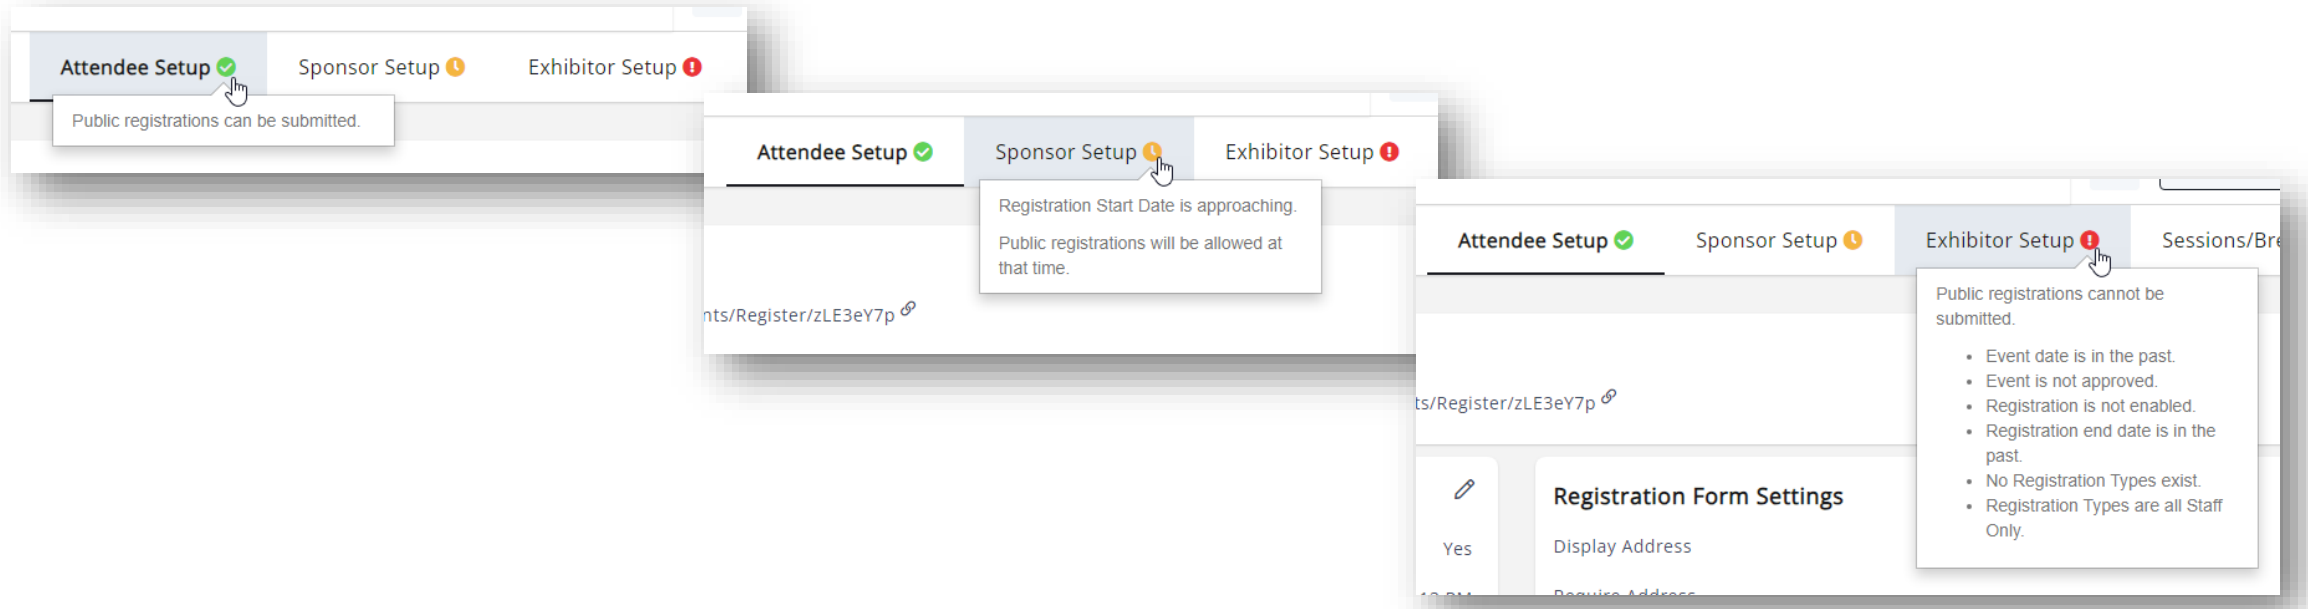 Attendee Setup Sponsor Setup Exhibitor Setup
Public registrations can be submitted.
Attendee Setup Sponsor Setup Exhibitor Setup
Registration Start Date is approaching.
Public registrations will be allowed at
that time.
nts/Register/zLE3eY7p
Attendee Setup Sponsor Setup Exhibitor Setup Sessions/Bre
Public registrations cannot be
submitted.
• Event date is in the past.
• Event is not approved.
• Registration is not enabled.
• Registration end date is in the
past.
• No Registration Types exist.
• Registration Types are all Staff
Only.
ts/Register/zLE3eY7p
Registration Form Settings
Yes
Display Address
Require Address